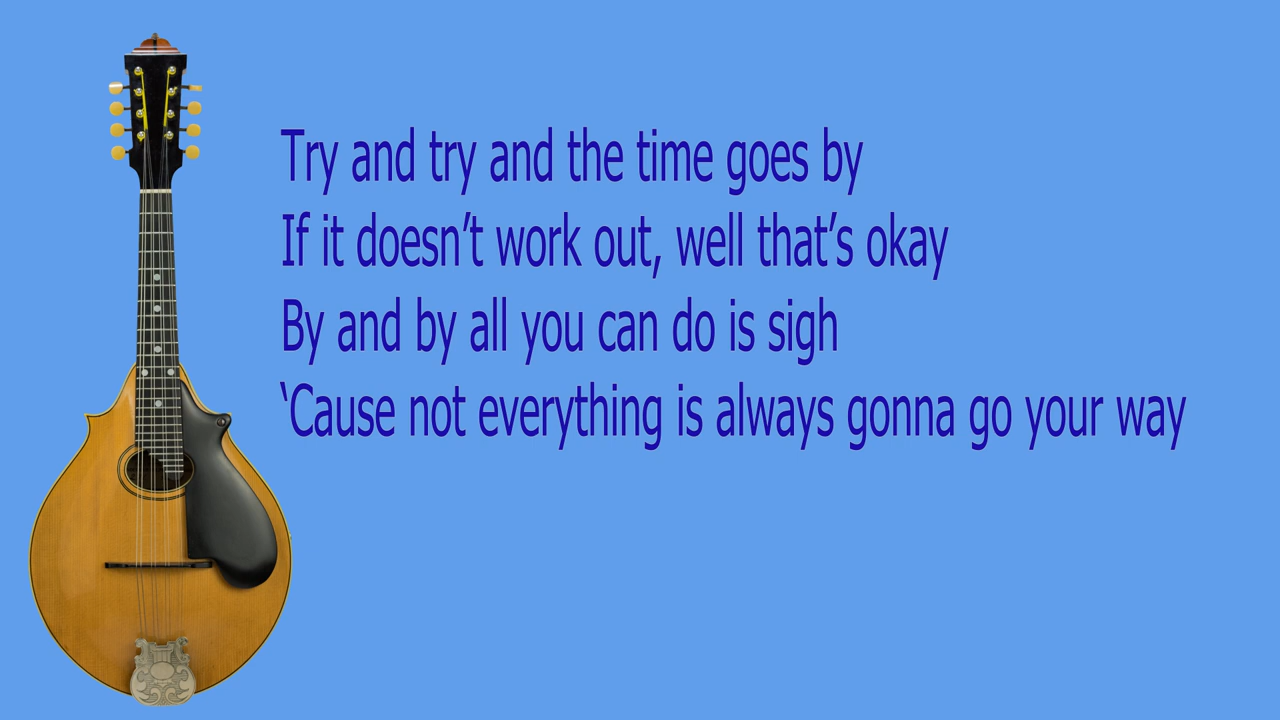 Try and try and the time goes by
If it doesn’t work out, well that’s okay
By and by all you can do is sigh
‘Cause not everything is always gonna go your way